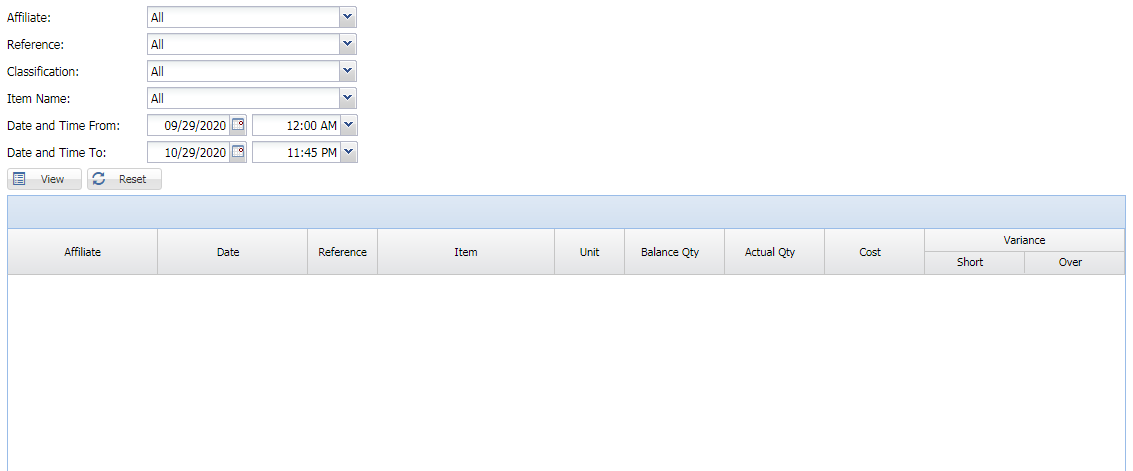 Affiliate: All
Reference: All
Classification: All
Item Name: All
Date and Time From: 09/29/2020 12:00 AM
Date and Time To: 10/29/2020 11:45 PM
View Reset
Affiliate Date Reference Item Unit Balance Qty Actual Qty Cost Variance
Short Over